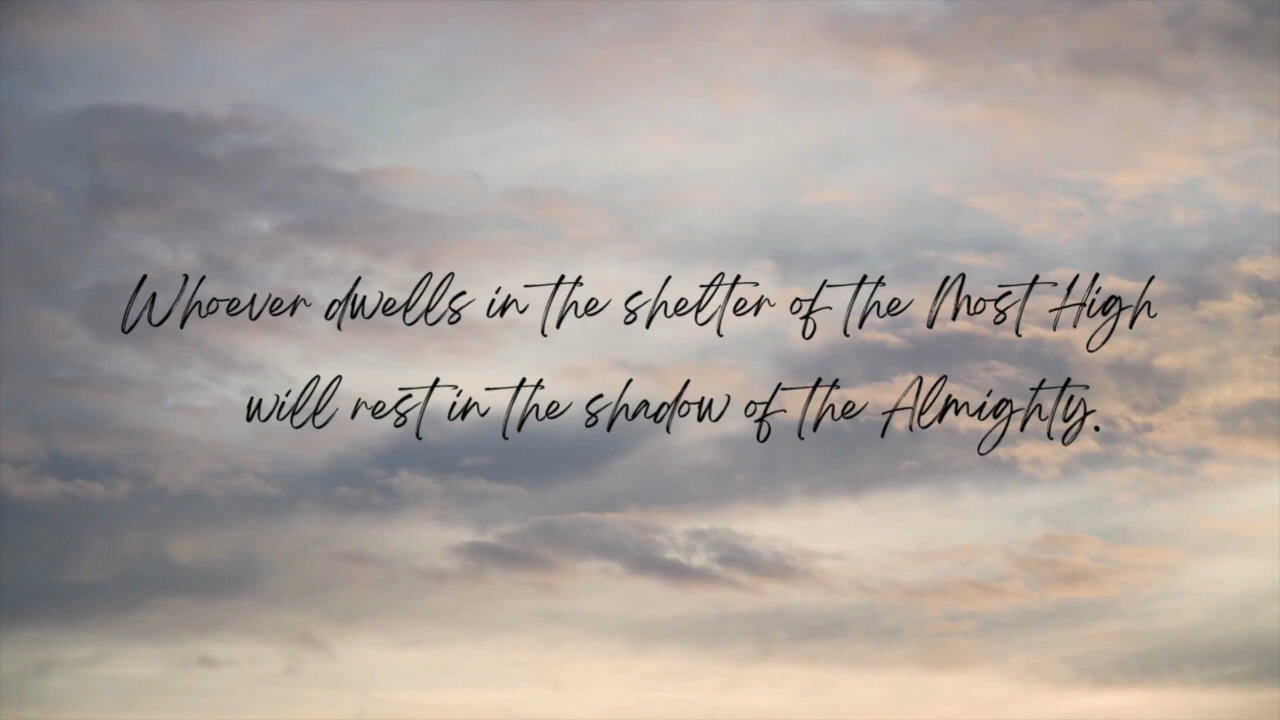 Whoever dwells in the shelter of the Most High
will rest in the shadow of the Almighty.